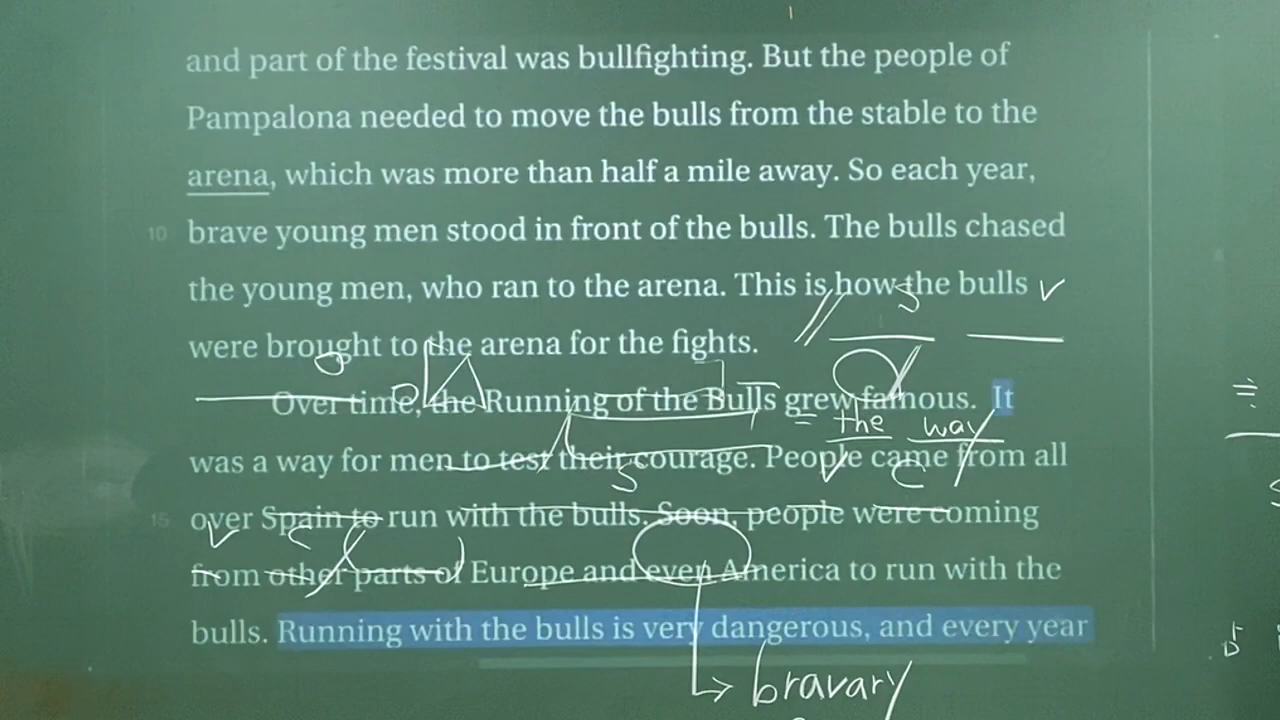 and part of the festival was bullfighting. But the people of
Pampalona needed to move the bulls from the stable to the
arena, which was more than half a mile away. So each year,
10 brave young men stood in front of the bulls. The bulls chased
the young men, who ran to the arena. This is how the bulls
S V
were brought to the arena for the fights.
Over time, the Running of the Bulls grew famous. It
= the way
was a way for men to test their courage. People came from all
S V C
15 over Spain to run with the bulls. Soon, people were coming
V C
from other parts of Europe and even America to run with the
bulls. Running with the bulls is very dangerous, and every year
→ bravary